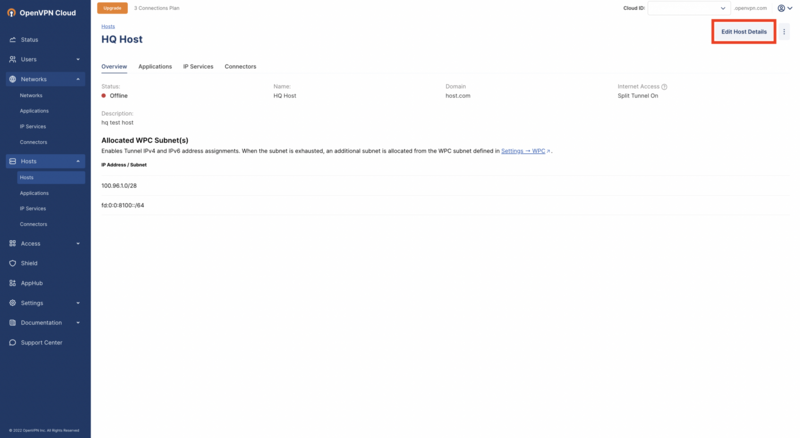 OpenVPN Cloud
Upgrade
3 Connections Plan
Cloud ID:
.openvpn.com
Status
Users
Networks
Networks
Applications
IP Services
Connectors
Hosts
Hosts
Applications
IP Services
Connectors
Access
Shield
AppHub
Settings
Documentation
Support Center
© 2022 OpenVPN Inc. All Rights Reserved
Hosts
HQ Host
Edit Host Details
Overview Applications IP Services Connectors
Status: Name: Domain Internet Access
Offline HQ Host host.com Split Tunnel On
Description:
hq test host
Allocated WPC Subnet(s)
Enables Tunnel IPv4 and IPv6 address assignments. When the subnet is exhausted, an additional subnet is allocated from the WPC subnet defined in Settings → WPC.
IP Address / Subnet
100.96.1.0/28
fd:0:0:8100::/64